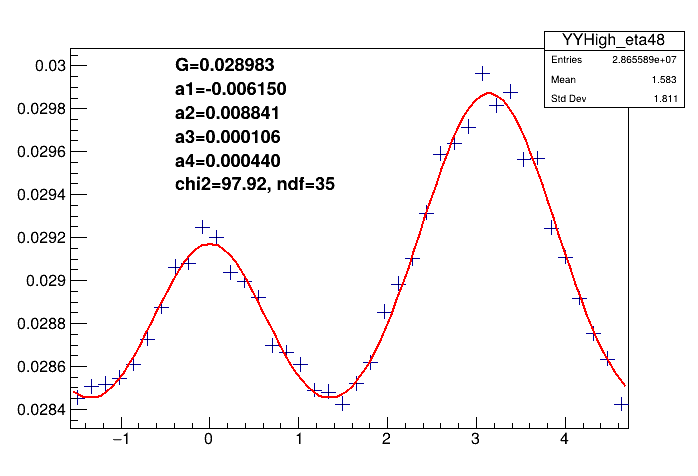 YYHigh_eta48
Entries 2.865589e+07
Mean 1.583
Std Dev 1.811
G=0.028983
a1=-0.006150
a2=0.008841
a3=0.000106
a4=0.000440
chi2=97.92, ndf=35
0.03
0.0298
0.0296
0.0294
0.0292
0.029
0.0288
0.0286
0.0284
−1 0 1 2 3 4